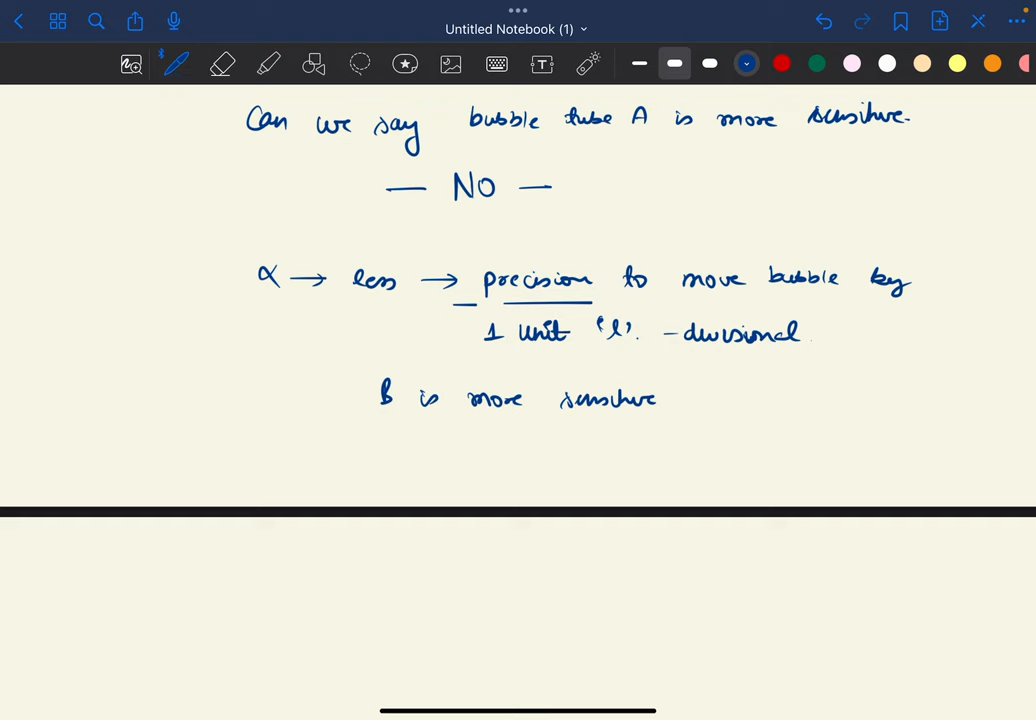 Untitled Notebook (1)
Can we say bubble tube A is more sensitive.
— NO —
α → less → precision to move bubble by
1 unit 'l'. - divisional
B is more sensitive